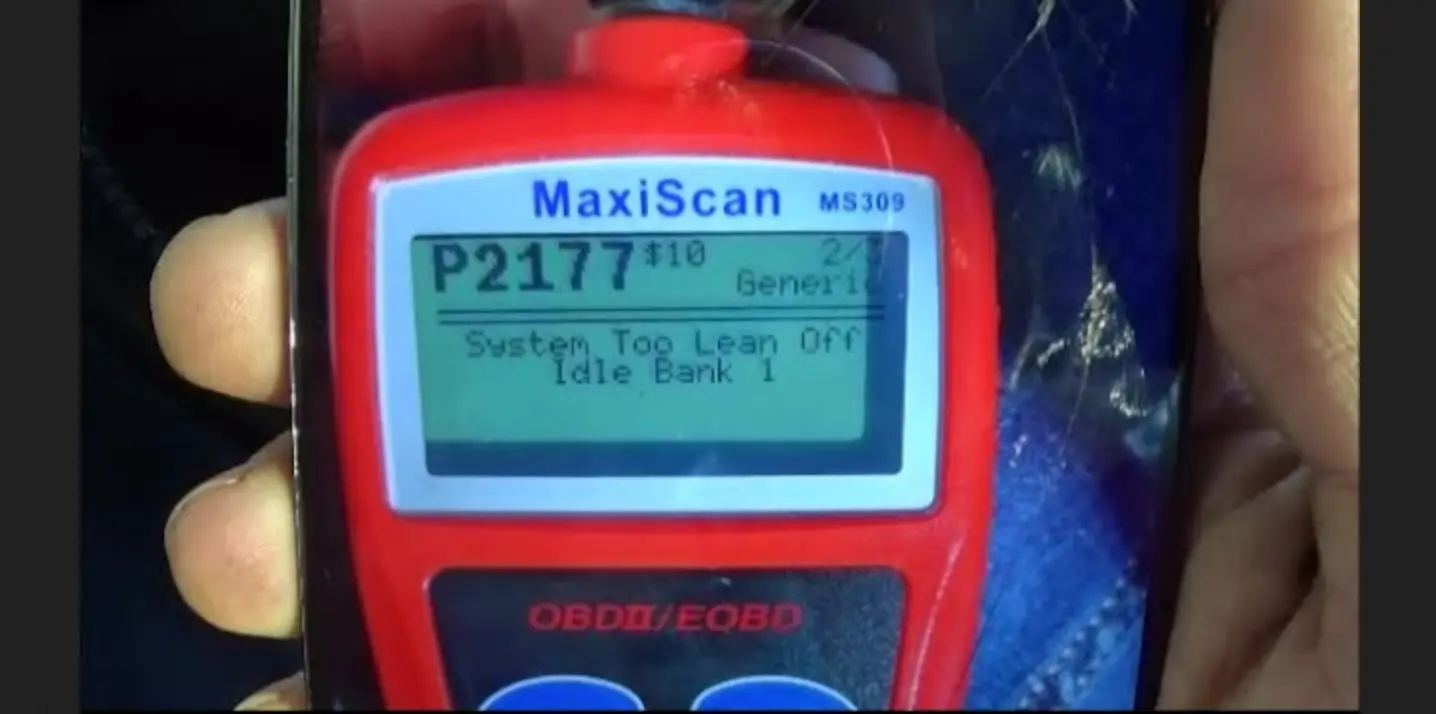 MaxiScan MS309
P2177 $10 2/3
Generic
System Too Lean Off
Idle Bank 1
OBDII/EOBD